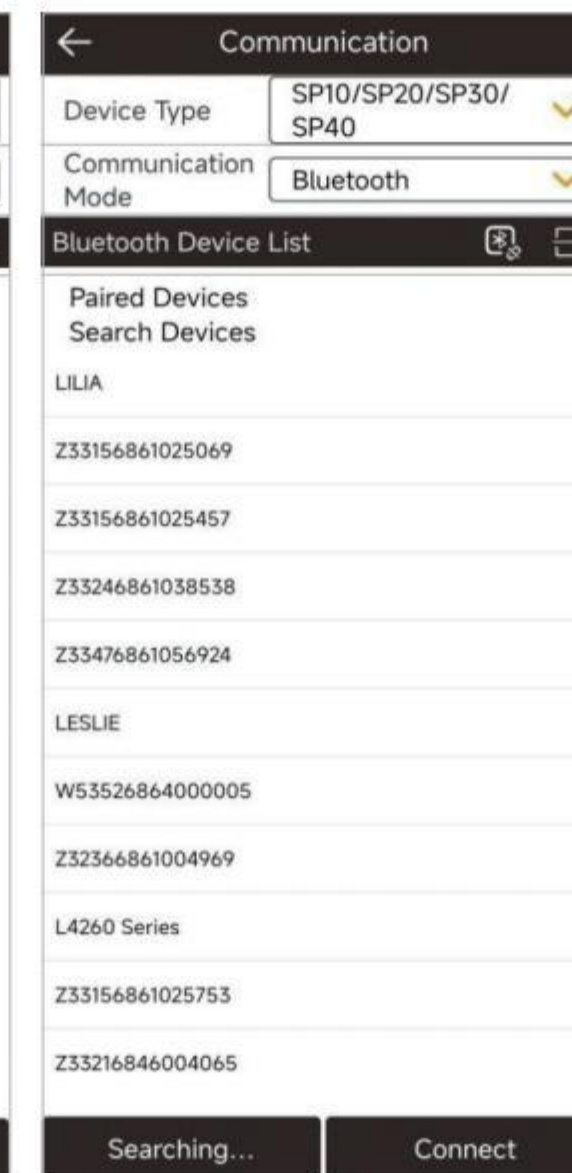 Communication
Device Type
SP10/SP20/SP30/
SP40
Communication
Mode
Bluetooth
Bluetooth Device List
Paired Devices
Search Devices
LILIA
Z33156861025069
Z33156861025457
Z33246861038538
Z33476861056924
LESLIE
W53526864000005
Z32366861004969
L4260 Series
Z33156861025753
Z33216846004065
Searching...
Connect